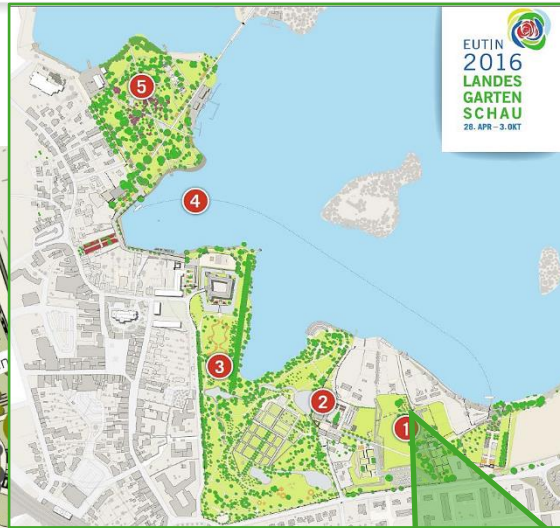 EUTIN
2016
LANDES
GARTEN
SCHAU
28. APR – 3. OKT
5
4
3
2
1